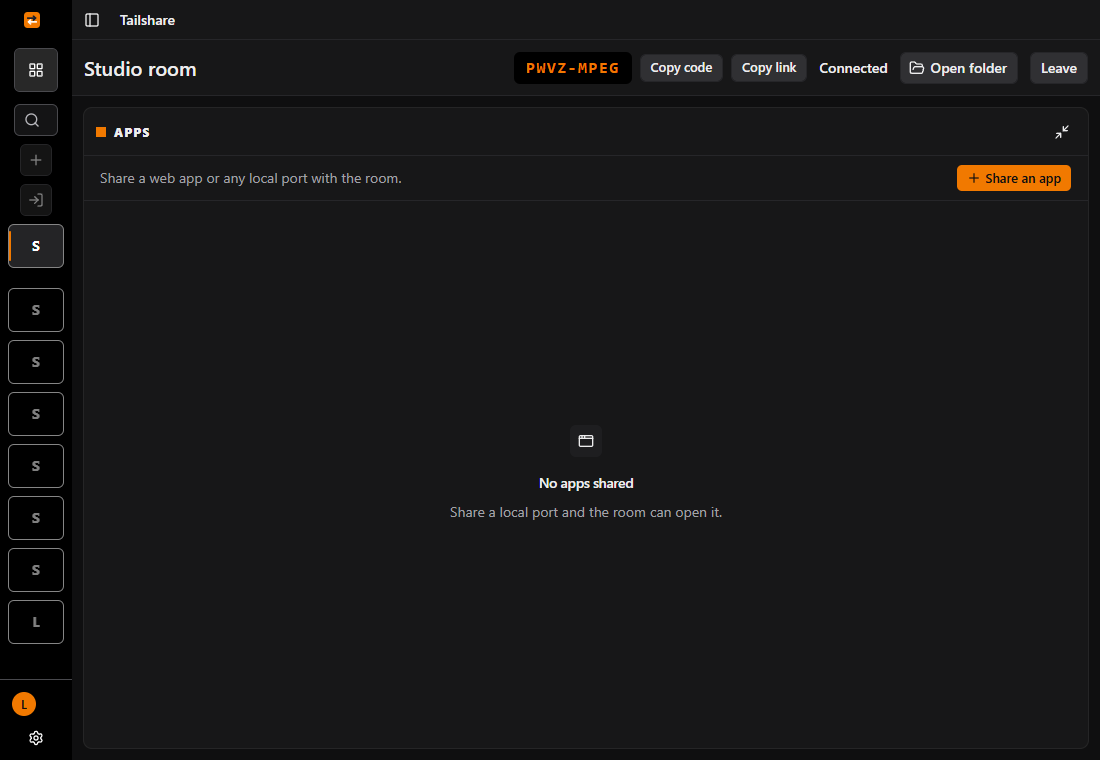 Tailshare
Studio room
PWVZ-MPEG
Copy code
Copy link
Connected
Open folder
Leave
APPS
Share a web app or any local port with the room.
Share an app
No apps shared
Share a local port and the room can open it.
S
S
S
S
S
S
S
L
L